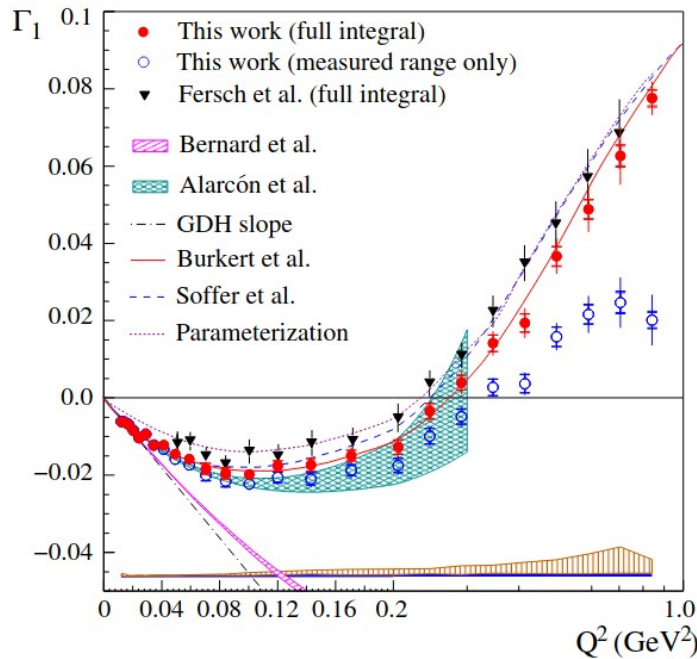 Γ₁
0.1
This work (full integral)
This work (measured range only)
0.08
Fersch et al. (full integral)
0.06
Bernard et al.
Alarcón et al.
GDH slope
0.04
Burkert et al.
Soffer et al.
0.02
Parameterization
0.0
−0.02
−0.04
0 0.04 0.08 0.12 0.16 0.2 1.0
Q² (GeV²)